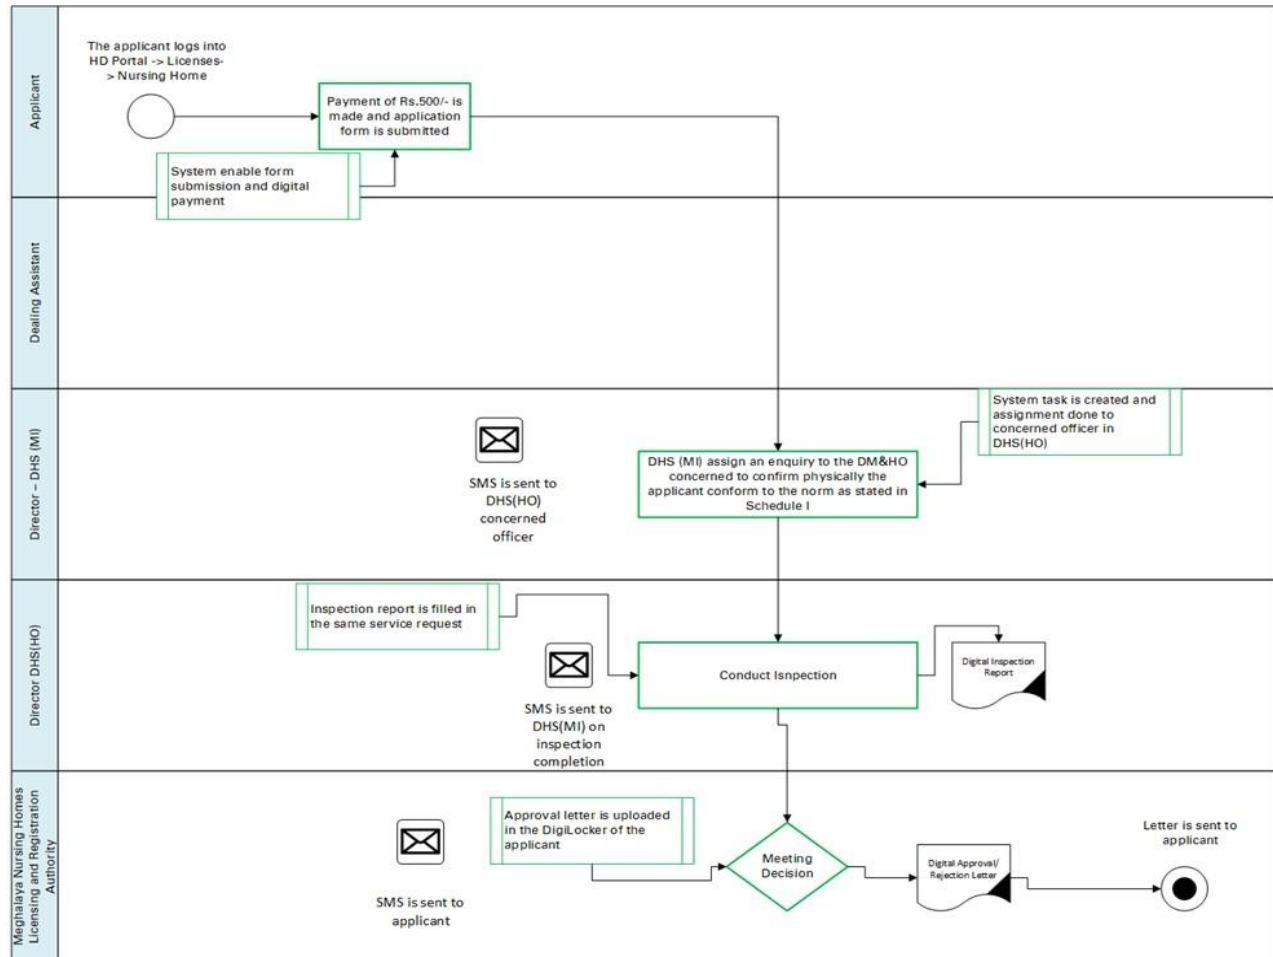 Applicant
The applicant logs into
HD Portal -> Licenses-
> Nursing Home
Payment of Rs.500/- is
made and application
form is submitted
System enable form
submission and digital
payment
Dealing Assistant
Director – DHS (MI)
SMS is sent to
DHS(HO)
concerned
officer
DHS (MI) assign an enquiry to the DM&HO
concerned to confirm physically the
applicant conform to the norm as stated in
Schedule I
System task is created and
assignment done to
concerned officer in
DHS(HO)
Director DHS(HO)
Inspection report is filled in
the same service request
SMS is sent to
DHS(MI) on
inspection
completion
Conduct Isnpection
Digital Inspection
Report
Meghalaya Nursing Homes
Licensing and Registration
Authority
SMS is sent to
applicant
Approval letter is uploaded
in the DigiLocker of the
applicant
Meeting
Decision
Digital Approval/
Rejection Letter
Letter is sent to
applicant